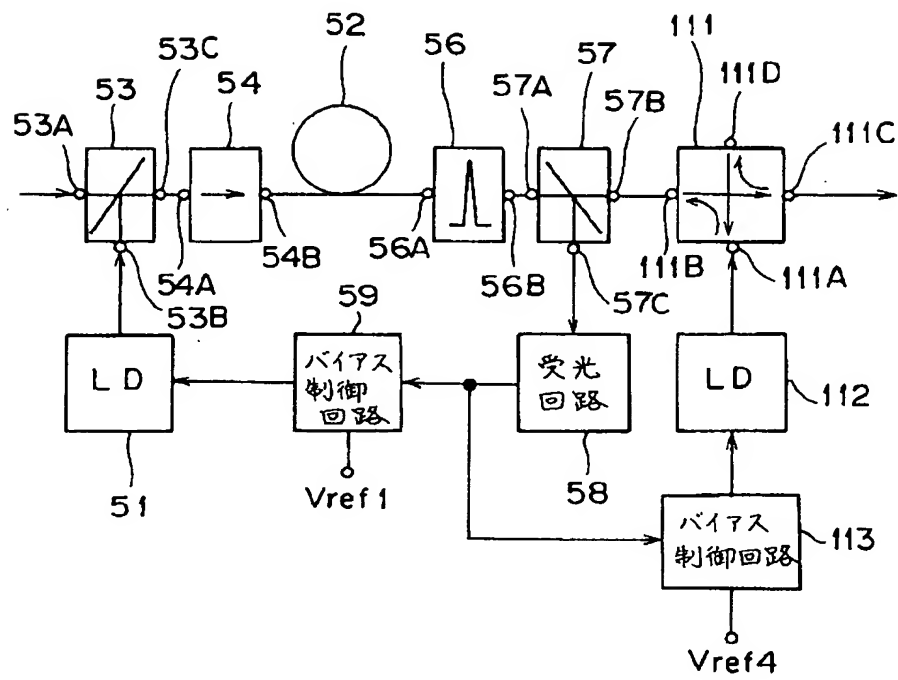 52
53C
56
57
111
53
54
57A
111D
53A
57B
111C
54A
54B
56A
56B
111B
111A
53B
57C
59
LD
バイアス
制御
回路
受光
回路
LD
112
51
Vref1
58
バイアス
制御回路
113
Vref4